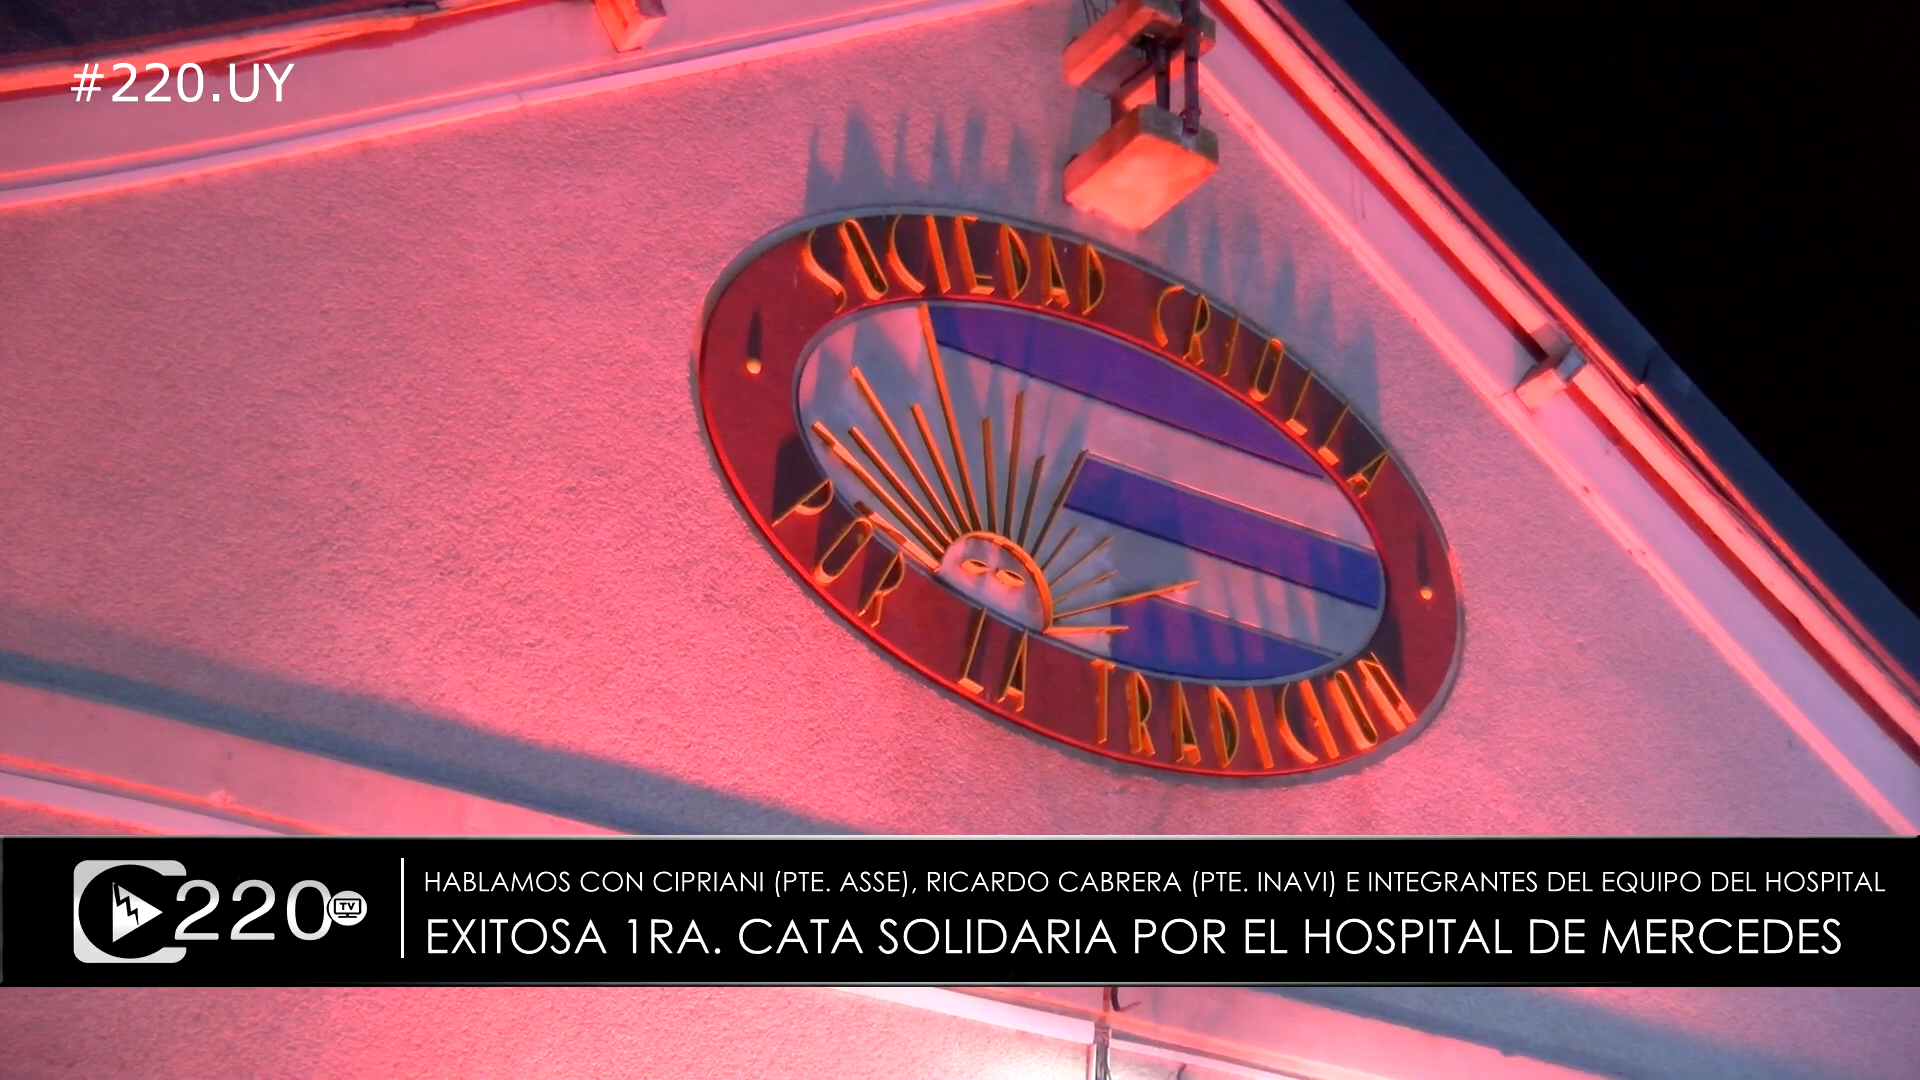 #220.UY
SOCIEDAD CRIOLLA
POR LA TRADICION
220 TV
HABLAMOS CON CIPRIANI (PTE. ASSE), RICARDO CABRERA (PTE. INAVI) E INTEGRANTES DEL EQUIPO DEL HOSPITAL
EXITOSA 1RA. CATA SOLIDARIA POR EL HOSPITAL DE MERCEDES